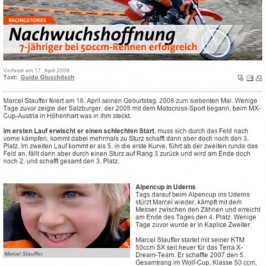 RACINGSTORIES
Nachwuchshoffnung
7-jähriger bei 50ccm-rennen erfolgreich
Verfasst am 17. April 2008
Text: Guido Gluschitsch
Marcel Stauffer feiert am 18. April seinen Geburtstag. 2008 zum siebenten Mal. Wenige
Tage zuvor zeigte der Salzburger, der 2005 mit dem Motocross-Sport begann, beim MX-
Cup-Austria in Höhenhart was in ihm steckt.
Im ersten Lauf erwischt er einen schlechten Start, muss sich durch das Feld nach
vorne kämpfen, kommt dabei mehrmals zu Sturz schafft dann aber doch noch den 3.
Platz. Im zweiten Lauf kommt er als 5. in die erste Kurve, führt ab der zweiten runde das
Feld an, fällt dann aber durch einen Sturz auf Rang 3 zurück und wird am Ende doch
noch 2. und schafft gesamt den 3. Platz.
Alpencup in Uderns
Tags darauf beim Alpencup ins Uderns
stürzt Marcel wieder, kämpft mit dem
Messer zwischen den Zähnen und erreicht
am Ende des Tages den 4. Platz. Wenige
Tage zuvor wurde er in Kaplice Zweiter.
Marcel Stauffer startet mit seiner KTM
50ccm SX seit heuer für das Terra X-
Dream-Team. Er schaffte 2007 den 5.
Gesamtrang im Wolf-Cup, Klasse 50 ccm,
Marcel Stauffer